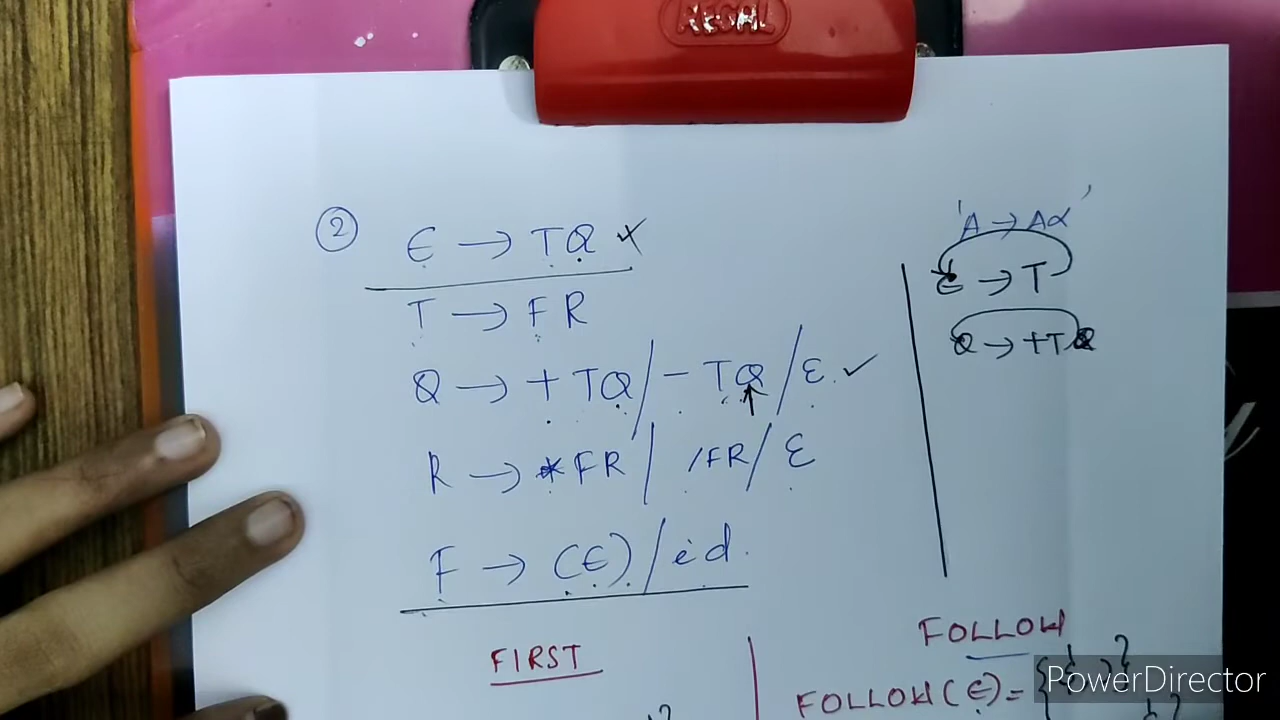 REGAL
②
E → TQ ×
T → FR
Q → + TQ / - TQ / ε. ✓
R → *FR / /FR / ε
F → (E) / id.
'A → Aα'
E → T
Q → +TQ
FIRST
FOLLOW
FOLLOW (E) = {
PowerDirector